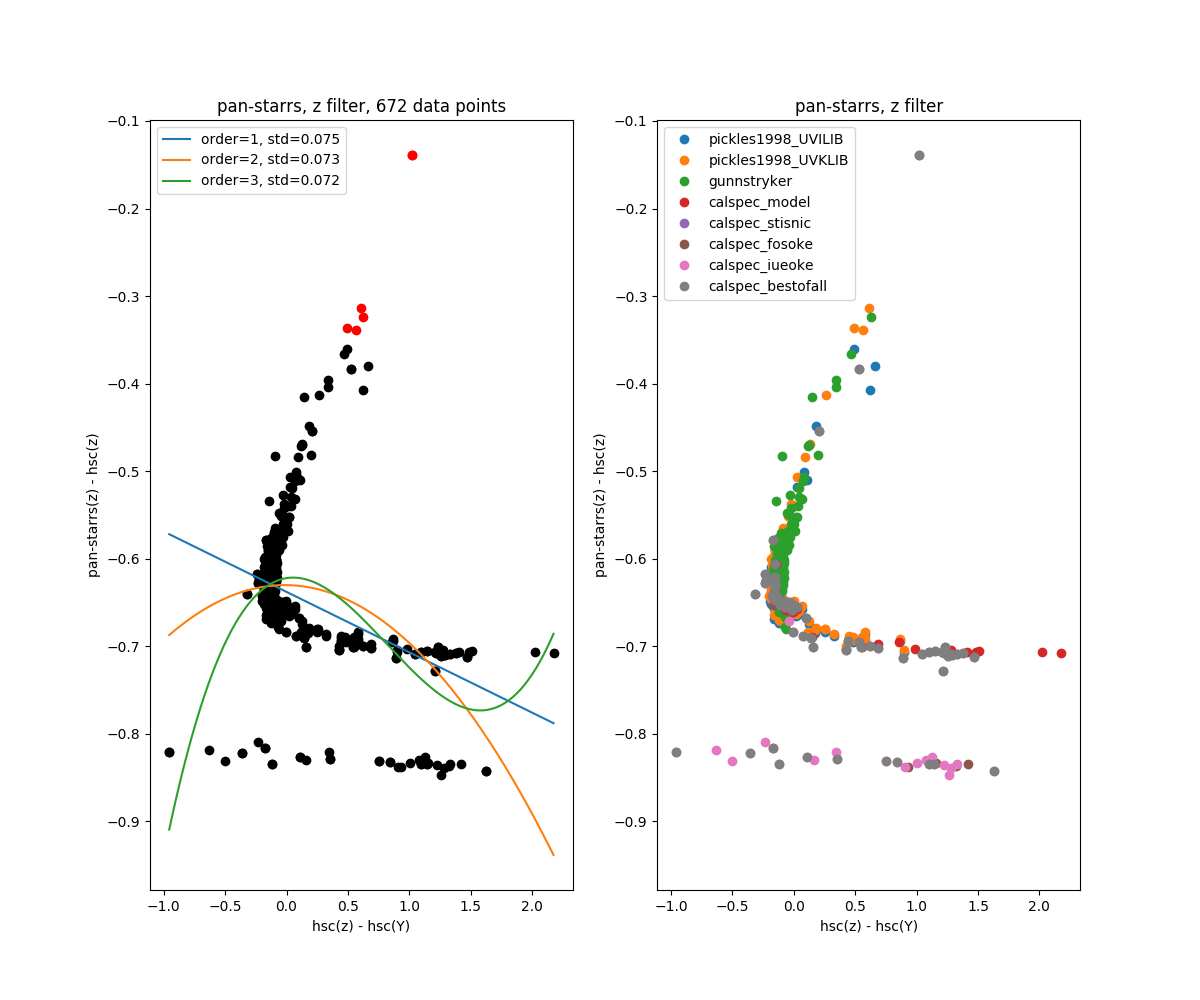 pan-starrs, z filter, 672 data points
order=1, std=0.075
order=2, std=0.073
order=3, std=0.072
−0.1
−0.2
−0.3
−0.4
−0.5
−0.6
−0.7
−0.8
−0.9
pan-starrs(z) - hsc(z)
−1.0 −0.5 0.0 0.5 1.0 1.5 2.0
hsc(z) - hsc(Y)
pan-starrs, z filter
pickles1998_UVILIB
pickles1998_UVKLIB
gunnstryker
calspec_model
calspec_stisnic
calspec_fosoke
calspec_iueoke
calspec_bestofall
−0.1
−0.2
−0.3
−0.4
−0.5
−0.6
−0.7
−0.8
−0.9
pan-starrs(z) - hsc(z)
−1.0 −0.5 0.0 0.5 1.0 1.5 2.0
hsc(z) - hsc(Y)